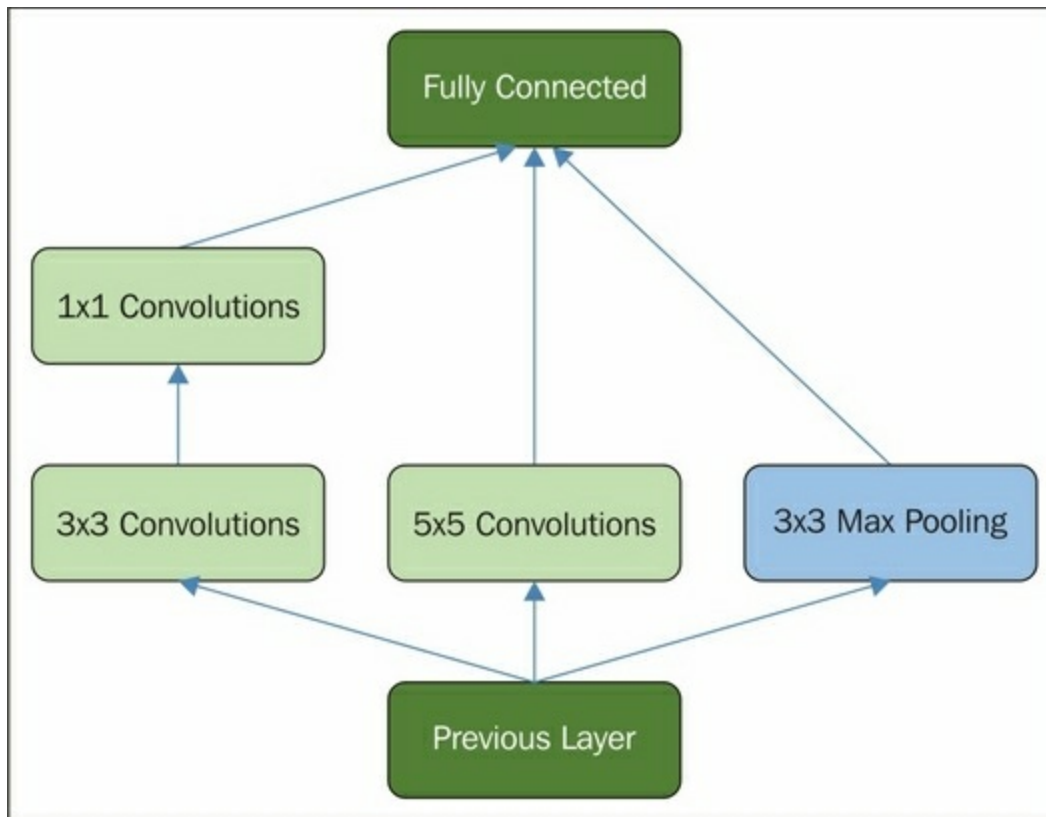 Fully Connected
1x1 Convolutions
3x3 Convolutions
5x5 Convolutions
3x3 Max Pooling
Previous Layer